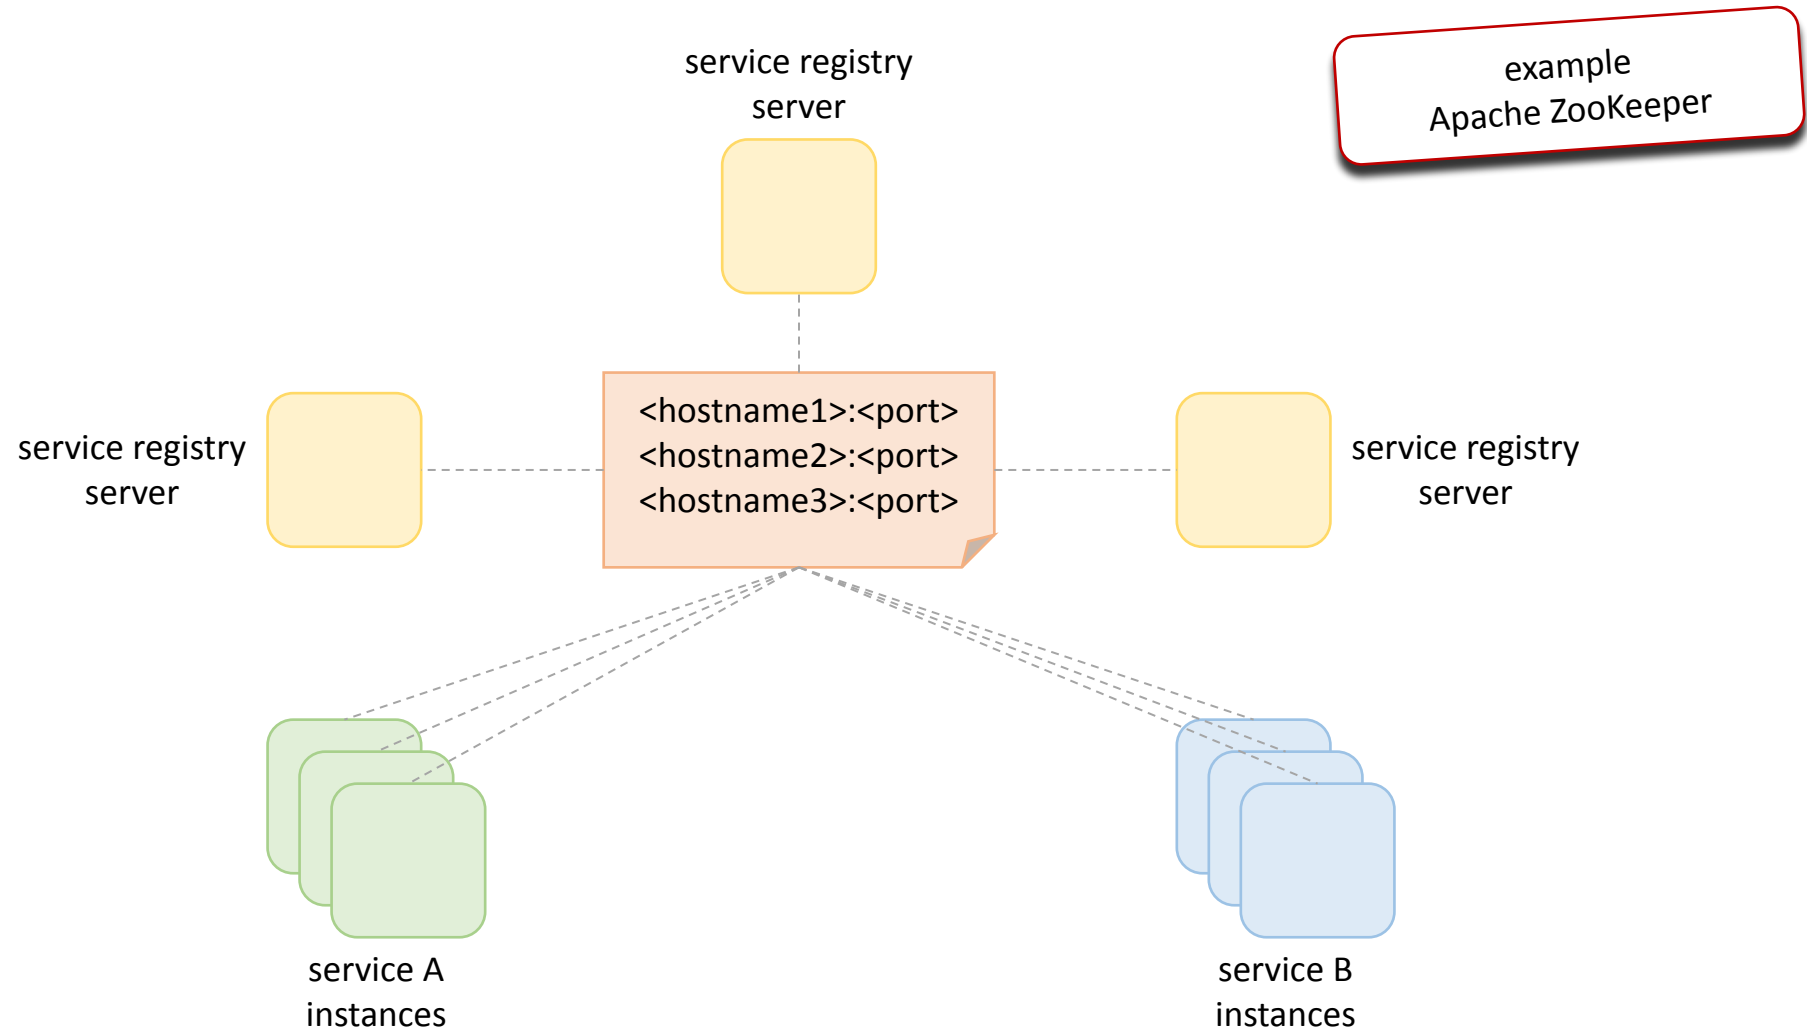 service registry
server
example
Apache ZooKeeper
<hostname1>:<port>
<hostname2>:<port>
<hostname3>:<port>
service registry
server
service registry
server
service A
instances
service B
instances